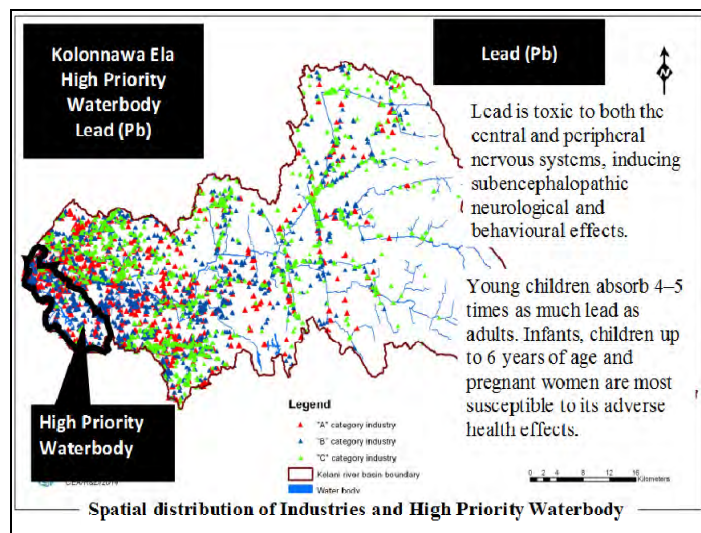 Kolonnawa Ela
High Priority
Waterbody
Lead (Pb)
Lead (Pb)
N
Lead is toxic to both the
central and peripheral
nervous systems, inducing
subencephalopathic
neurological and
behavioural effects.
Young children absorb 4–5
times as much lead as
adults. Infants, children up
to 6 years of age and
pregnant women are most
susceptible to its adverse
health effects.
High Priority
Waterbody
Legend
"A" category industry
"B" category industry
"C" category industry
Kelani river basin boundary
Water body
0 2 4 8 12 16
Kilometers
Spatial distribution of Industries and High Priority Waterbody